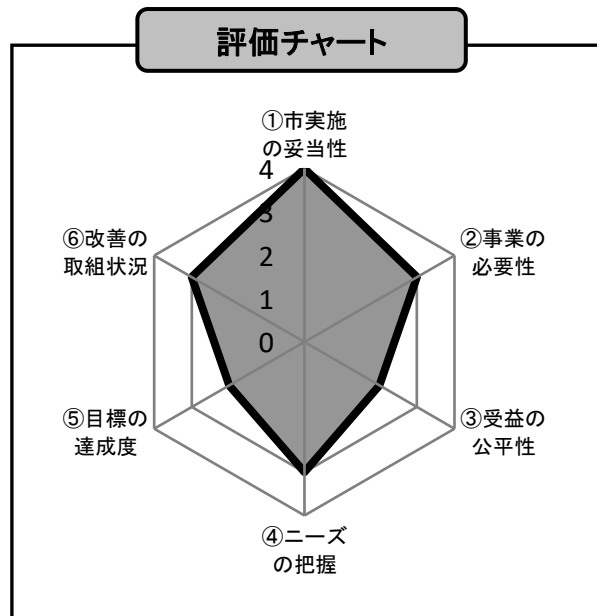 評価チャート
①市実施
の妥当性
4
3
2
1
0
②事業の
必要性
③受益の
公平性
④ニーズ
の把握
⑤目標の
達成度
⑥改善の
取組状況